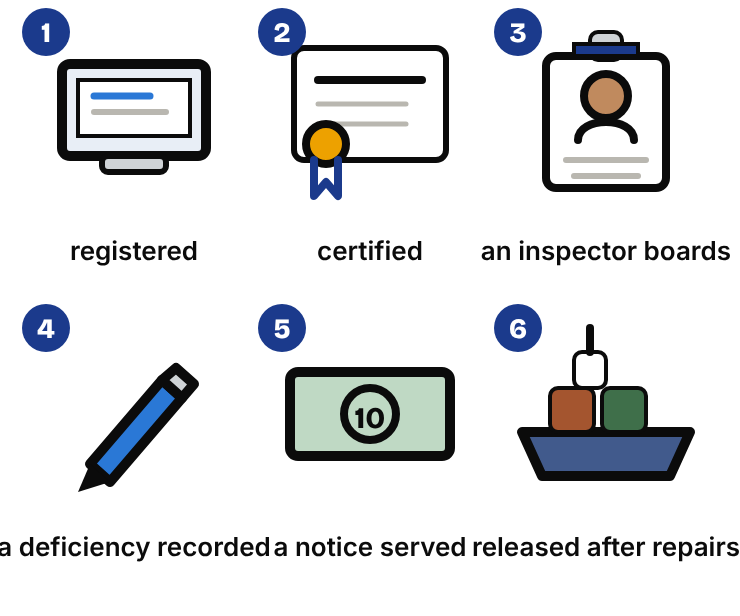 1
2
3
registered
certified
an inspector boards
4
5
6
10
a deficiency recorded
a notice served
released after repairs